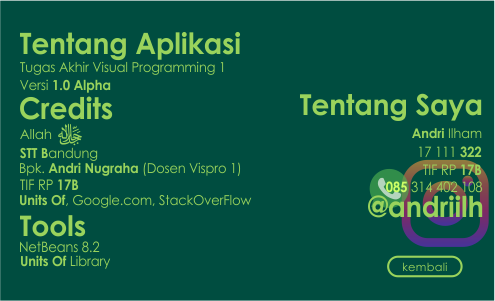 Tentang Aplikasi
Tugas Akhir Visual Programming 1
Versi 1.0 Alpha
Credits
Allah ﷻ
STT Bandung
Bpk. Andri Nugraha (Dosen Vispro 1)
TIF RP 17B
Units Of, Google.com, StackOverFlow
Tools
NetBeans 8.2
Units Of Library
Tentang Saya
Andri Ilham
17 111 322
TIF RP 17B
085 314 402 108
@andriilh
kembali